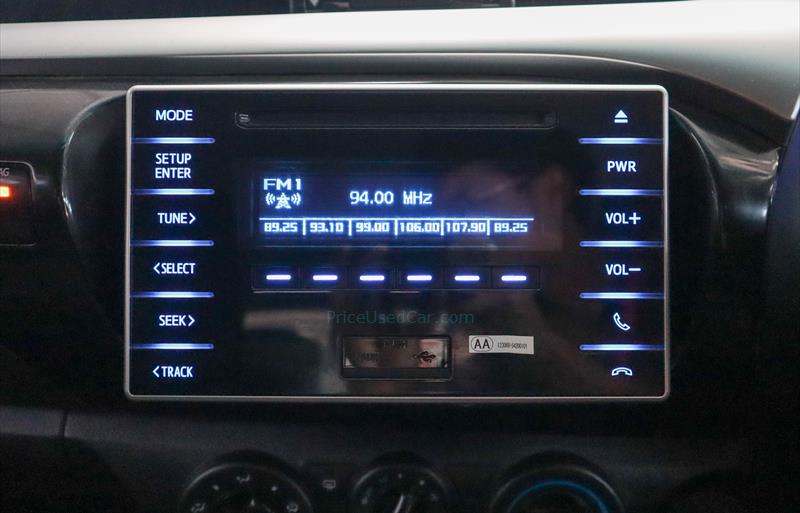 MODE
SETUP
ENTER
TUNE>
<SELECT
SEEK>
<TRACK
PWR
VOL+
VOL−
FM1
94.00 MHz
89.25 93.10 99.00 106.00 107.90 89.25
PriceUsedCar.com
AA
AG